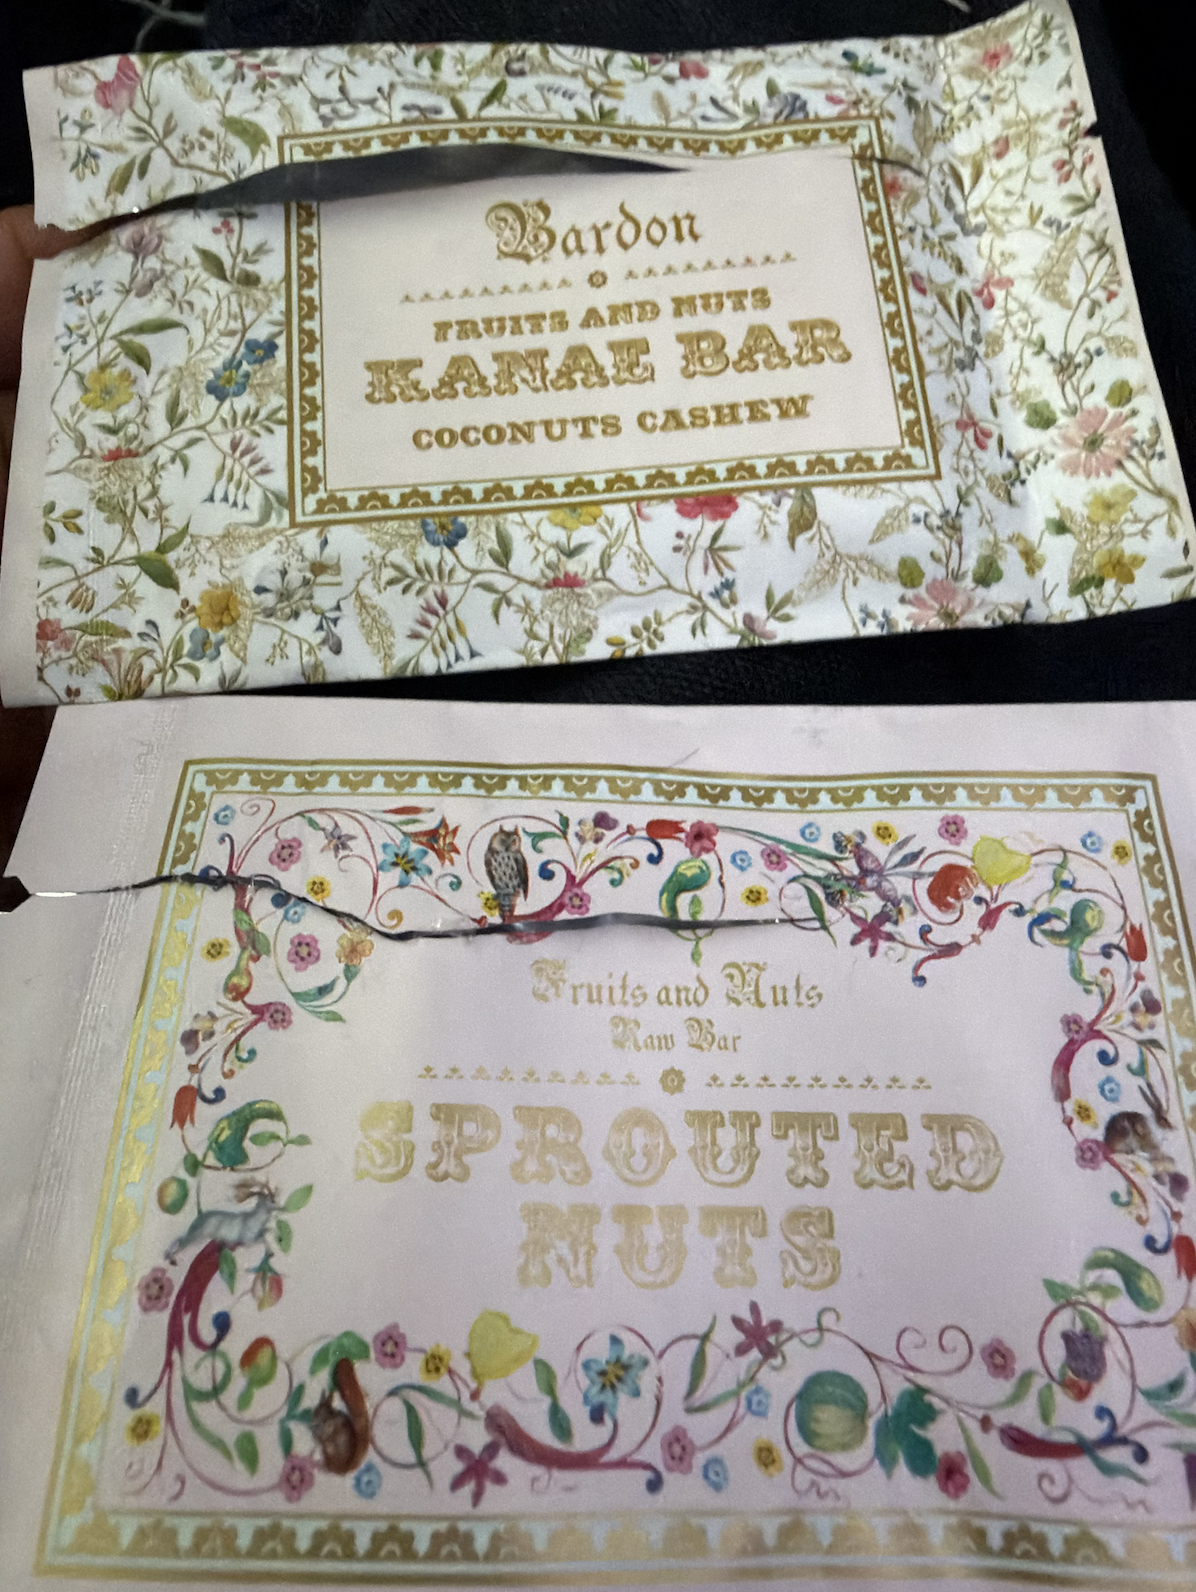 Bardon
FRUITS AND NUTS
KANAE BAR
COCONUTS CASHEW
Fruits and Nuts
Raw Bar
SPROUTED
NUTS